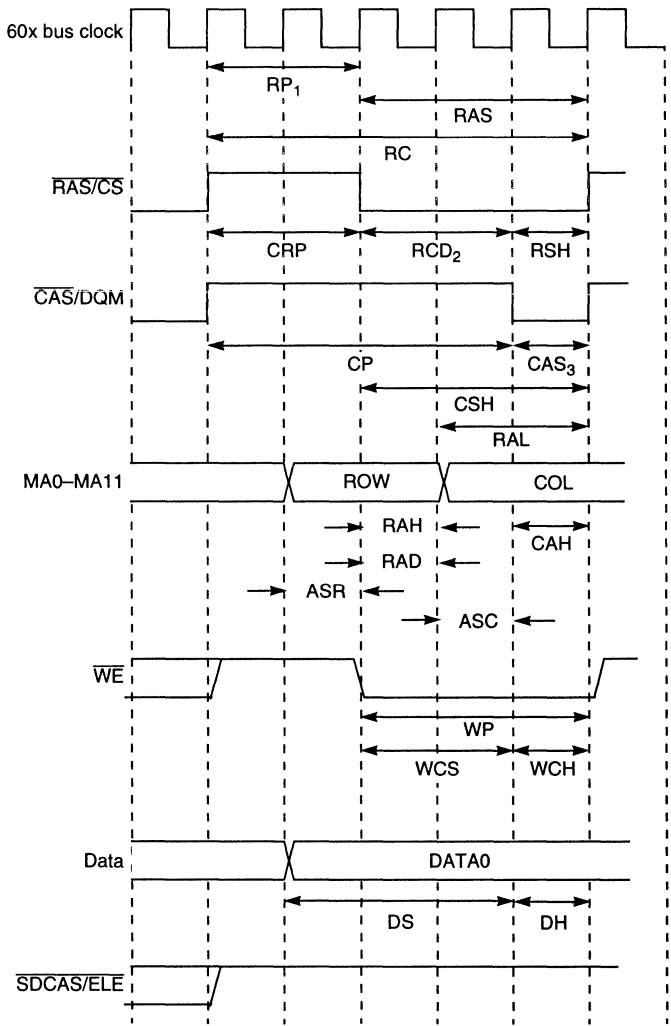 60x bus clock
RP1
RAS
RC
RAS/CS
CRP
RCD2
RSH
CAS/DQM
CP
CAS3
CSH
RAL
MA0–MA11
ROW
COL
RAH
CAH
RAD
ASR
ASC
WE
WP
WCS
WCH
Data
DATA0
DS
DH
SDCAS/ELE